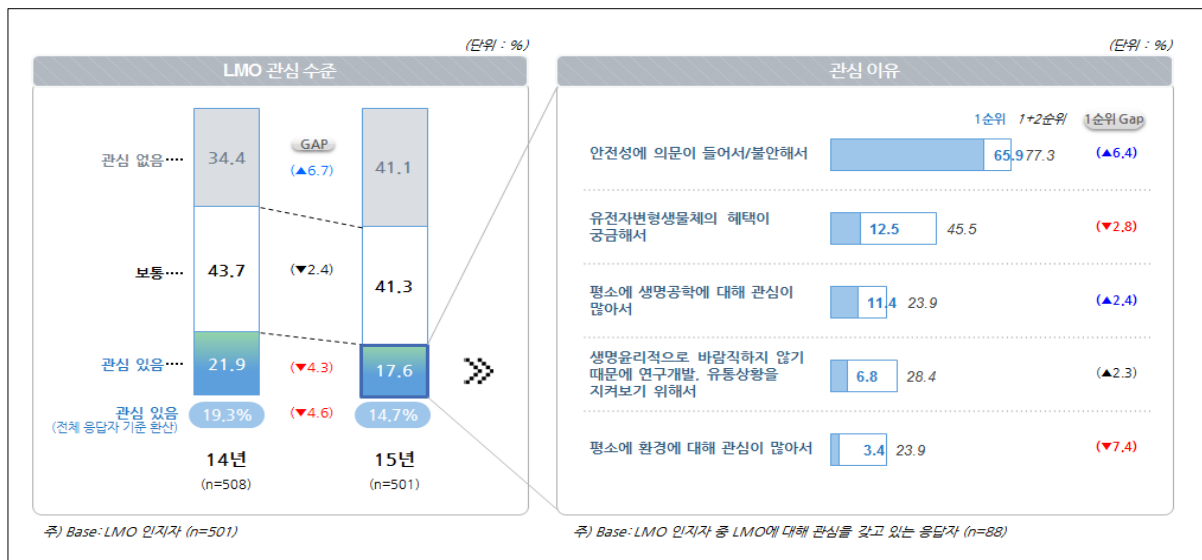 (단위 : %)
LMO 관심 수준
관심 없음····
34.4
GAP
(▲6.7)
41.1
보통····
43.7
(▼2.4)
41.3
관심 있음····
21.9
(▼4.3)
17.6
관심 있음
(전체 응답자 기준 환산)
19.3%
(▼4.6)
14.7%
14년
(n=508)
15년
(n=501)
주) Base: LMO 인지자 (n=501)
(단위 : %)
관심 이유
1순위 1+2순위 1순위 Gap
안전성에 의문이 들어서/불안해서
65.9 77.3 (▲6.4)
유전자변형생물체의 혜택이
궁금해서
12.5 45.5 (▼2.8)
평소에 생명공학에 대해 관심이
많아서
11.4 23.9 (▲2.4)
생명윤리적으로 바람직하지 않기
때문에 연구개발, 유통상황을
지켜보기 위해서
6.8 28.4 (▲2.3)
평소에 환경에 대해 관심이 많아서
3.4 23.9 (▼7.4)
주) Base: LMO 인지자 중 LMO에 대해 관심을 갖고 있는 응답자 (n=88)